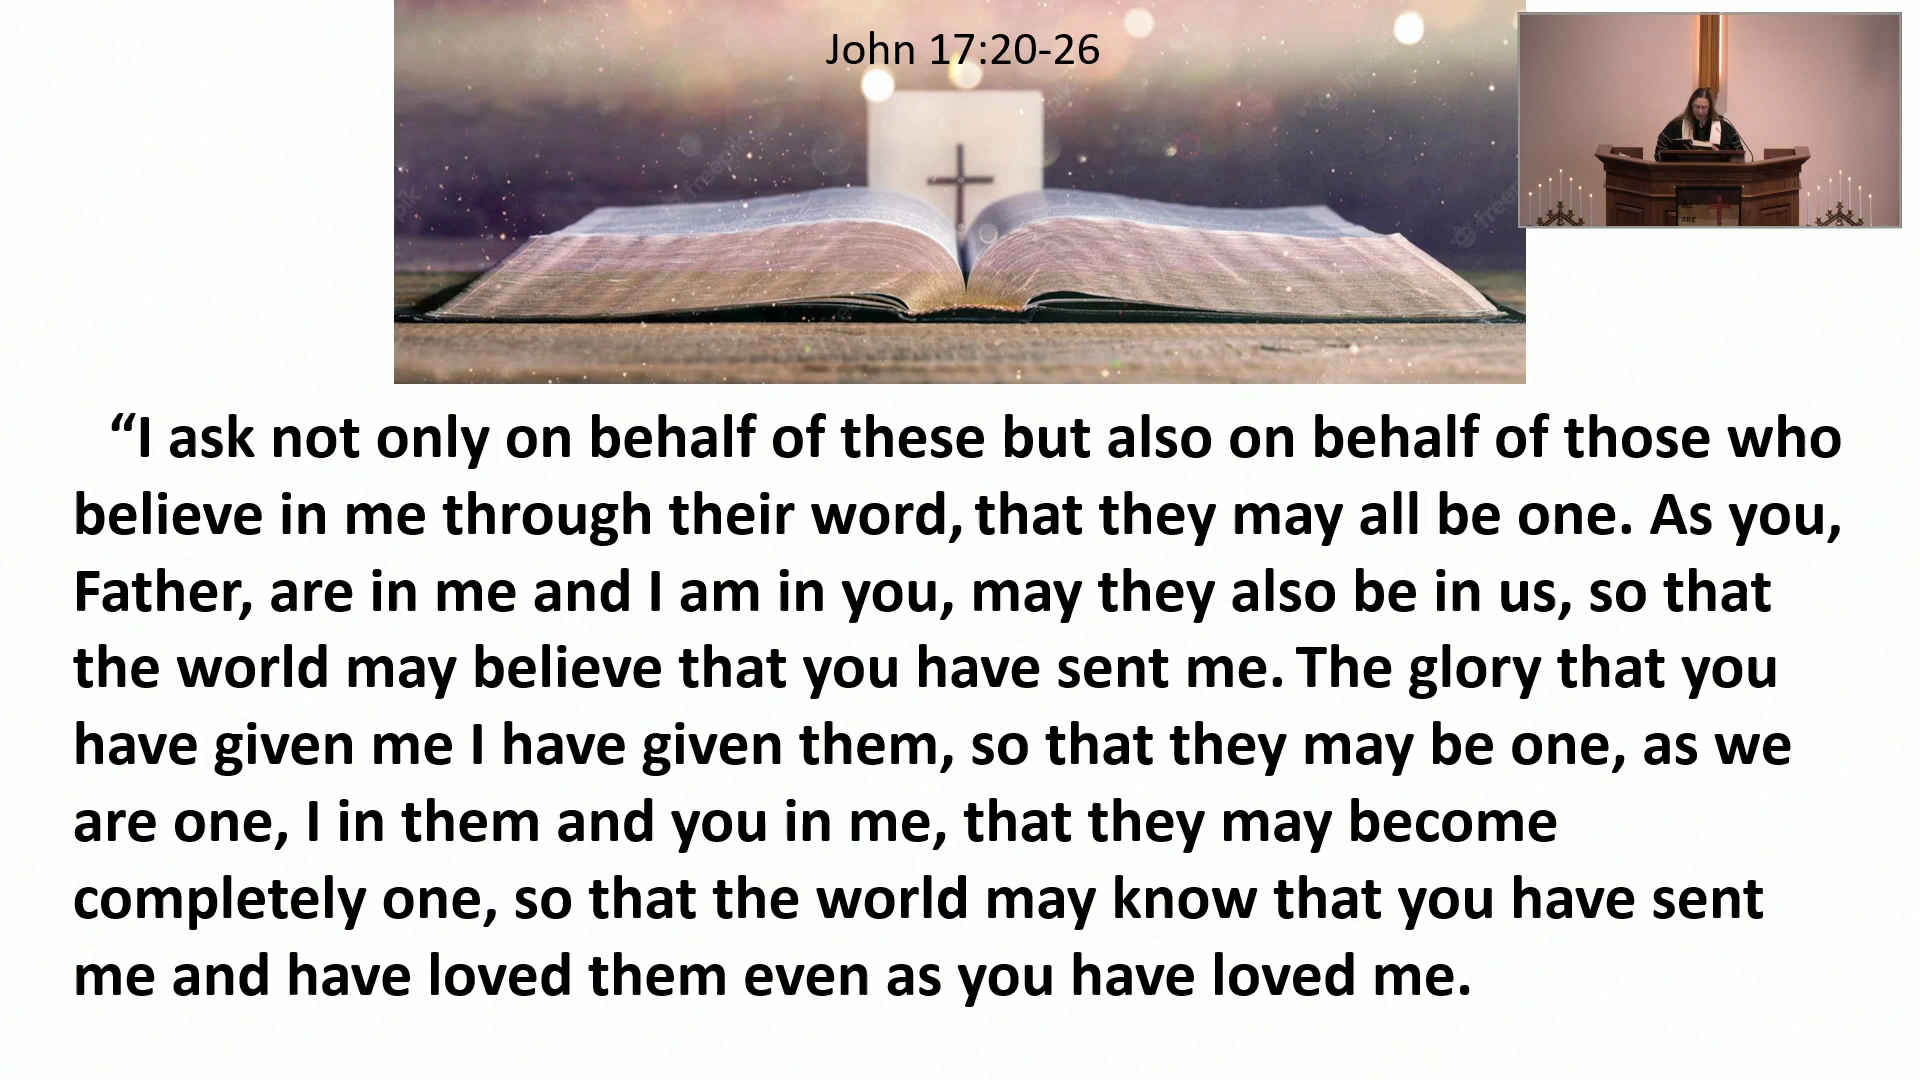 John 17:20-26
“I ask not only on behalf of these but also on behalf of those who
believe in me through their word, that they may all be one. As you,
Father, are in me and I am in you, may they also be in us, so that
the world may believe that you have sent me. The glory that you
have given me I have given them, so that they may be one, as we
are one, I in them and you in me, that they may become
completely one, so that the world may know that you have sent
me and have loved them even as you have loved me.
ALL
ARE
freepik